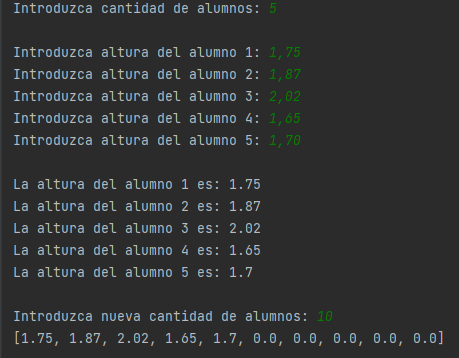 Introduzca cantidad de alumnos: 5
Introduzca altura del alumno 1: 1,75
Introduzca altura del alumno 2: 1,87
Introduzca altura del alumno 3: 2,02
Introduzca altura del alumno 4: 1,65
Introduzca altura del alumno 5: 1,70
La altura del alumno 1 es: 1.75
La altura del alumno 2 es: 1.87
La altura del alumno 3 es: 2.02
La altura del alumno 4 es: 1.65
La altura del alumno 5 es: 1.7
Introduzca nueva cantidad de alumnos: 10
[1.75, 1.87, 2.02, 1.65, 1.7, 0.0, 0.0, 0.0, 0.0, 0.0]